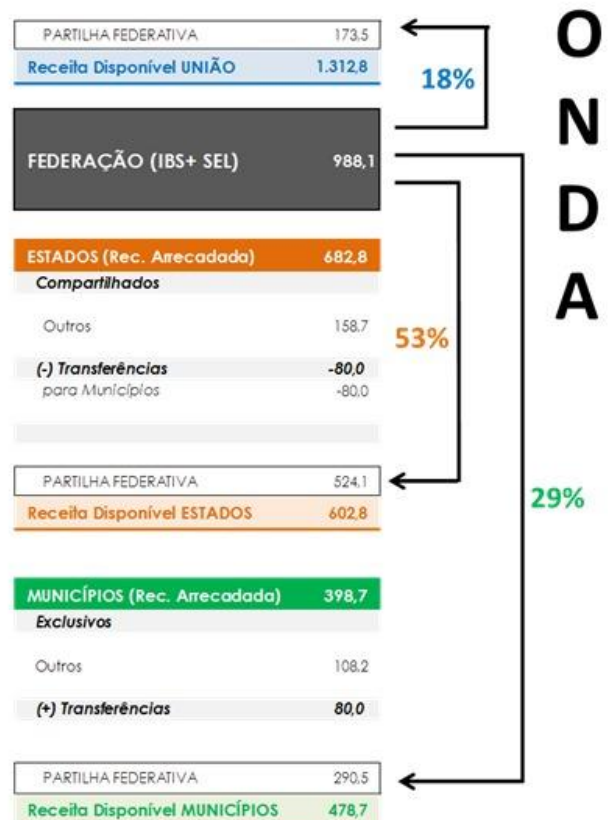 PARTILHA FEDERATIVA 173,5
Receita Disponível UNIÃO 1.312,8
18%
FEDERAÇÃO (IBS+ SEL) 988,1
ESTADOS (Rec. Arrecadada) 682,8
Compartilhados
Outros 158,7
53%
(-) Transferências -80,0
para Municípios -80,0
PARTILHA FEDERATIVA 524,1
Receita Disponível ESTADOS 602,8
29%
MUNICÍPIOS (Rec. Arrecadada) 398,7
Exclusivos
Outros 108,2
(+) Transferências 80,0
PARTILHA FEDERATIVA 290,5
Receita Disponível MUNICÍPIOS 478,7
O
N
D
A